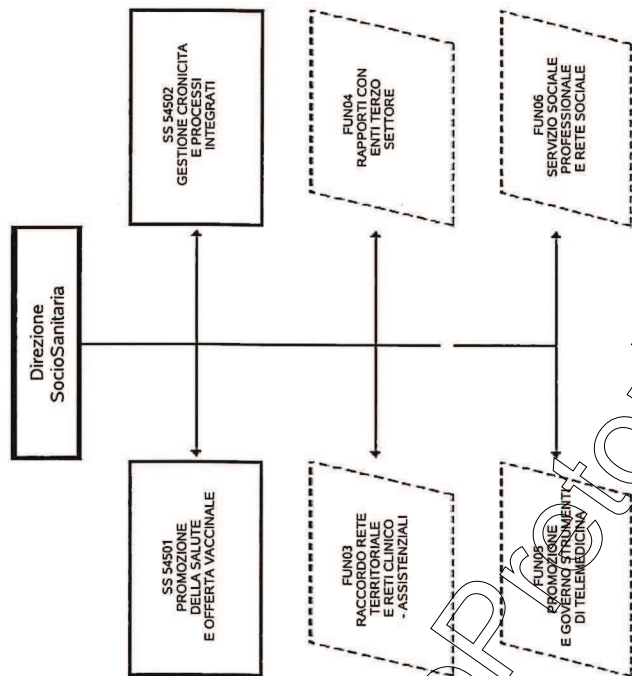 Direzione
SocioSanitaria
SS 54501
PROMOZIONE
DELLA SALUTE
E OFFERTA VACCINALE
SS 54502
GESTIONE CRONICITA
E PROCESSI
INTEGRATI
FUN03
RACCORDO RETE
TERRITORIALE
E RETI CLINICO
- ASSISTENZIALI
FUN04
RAPPORTI CON
ENTI TERZO
SETTORE
FUN05
PROMOZIONE
E GOVERNO STRUMENTI
DI TELEMEDICINA
FUN06
SERVIZIO SOCIALE
PROFESSIONALE
E RETE SOCIALE